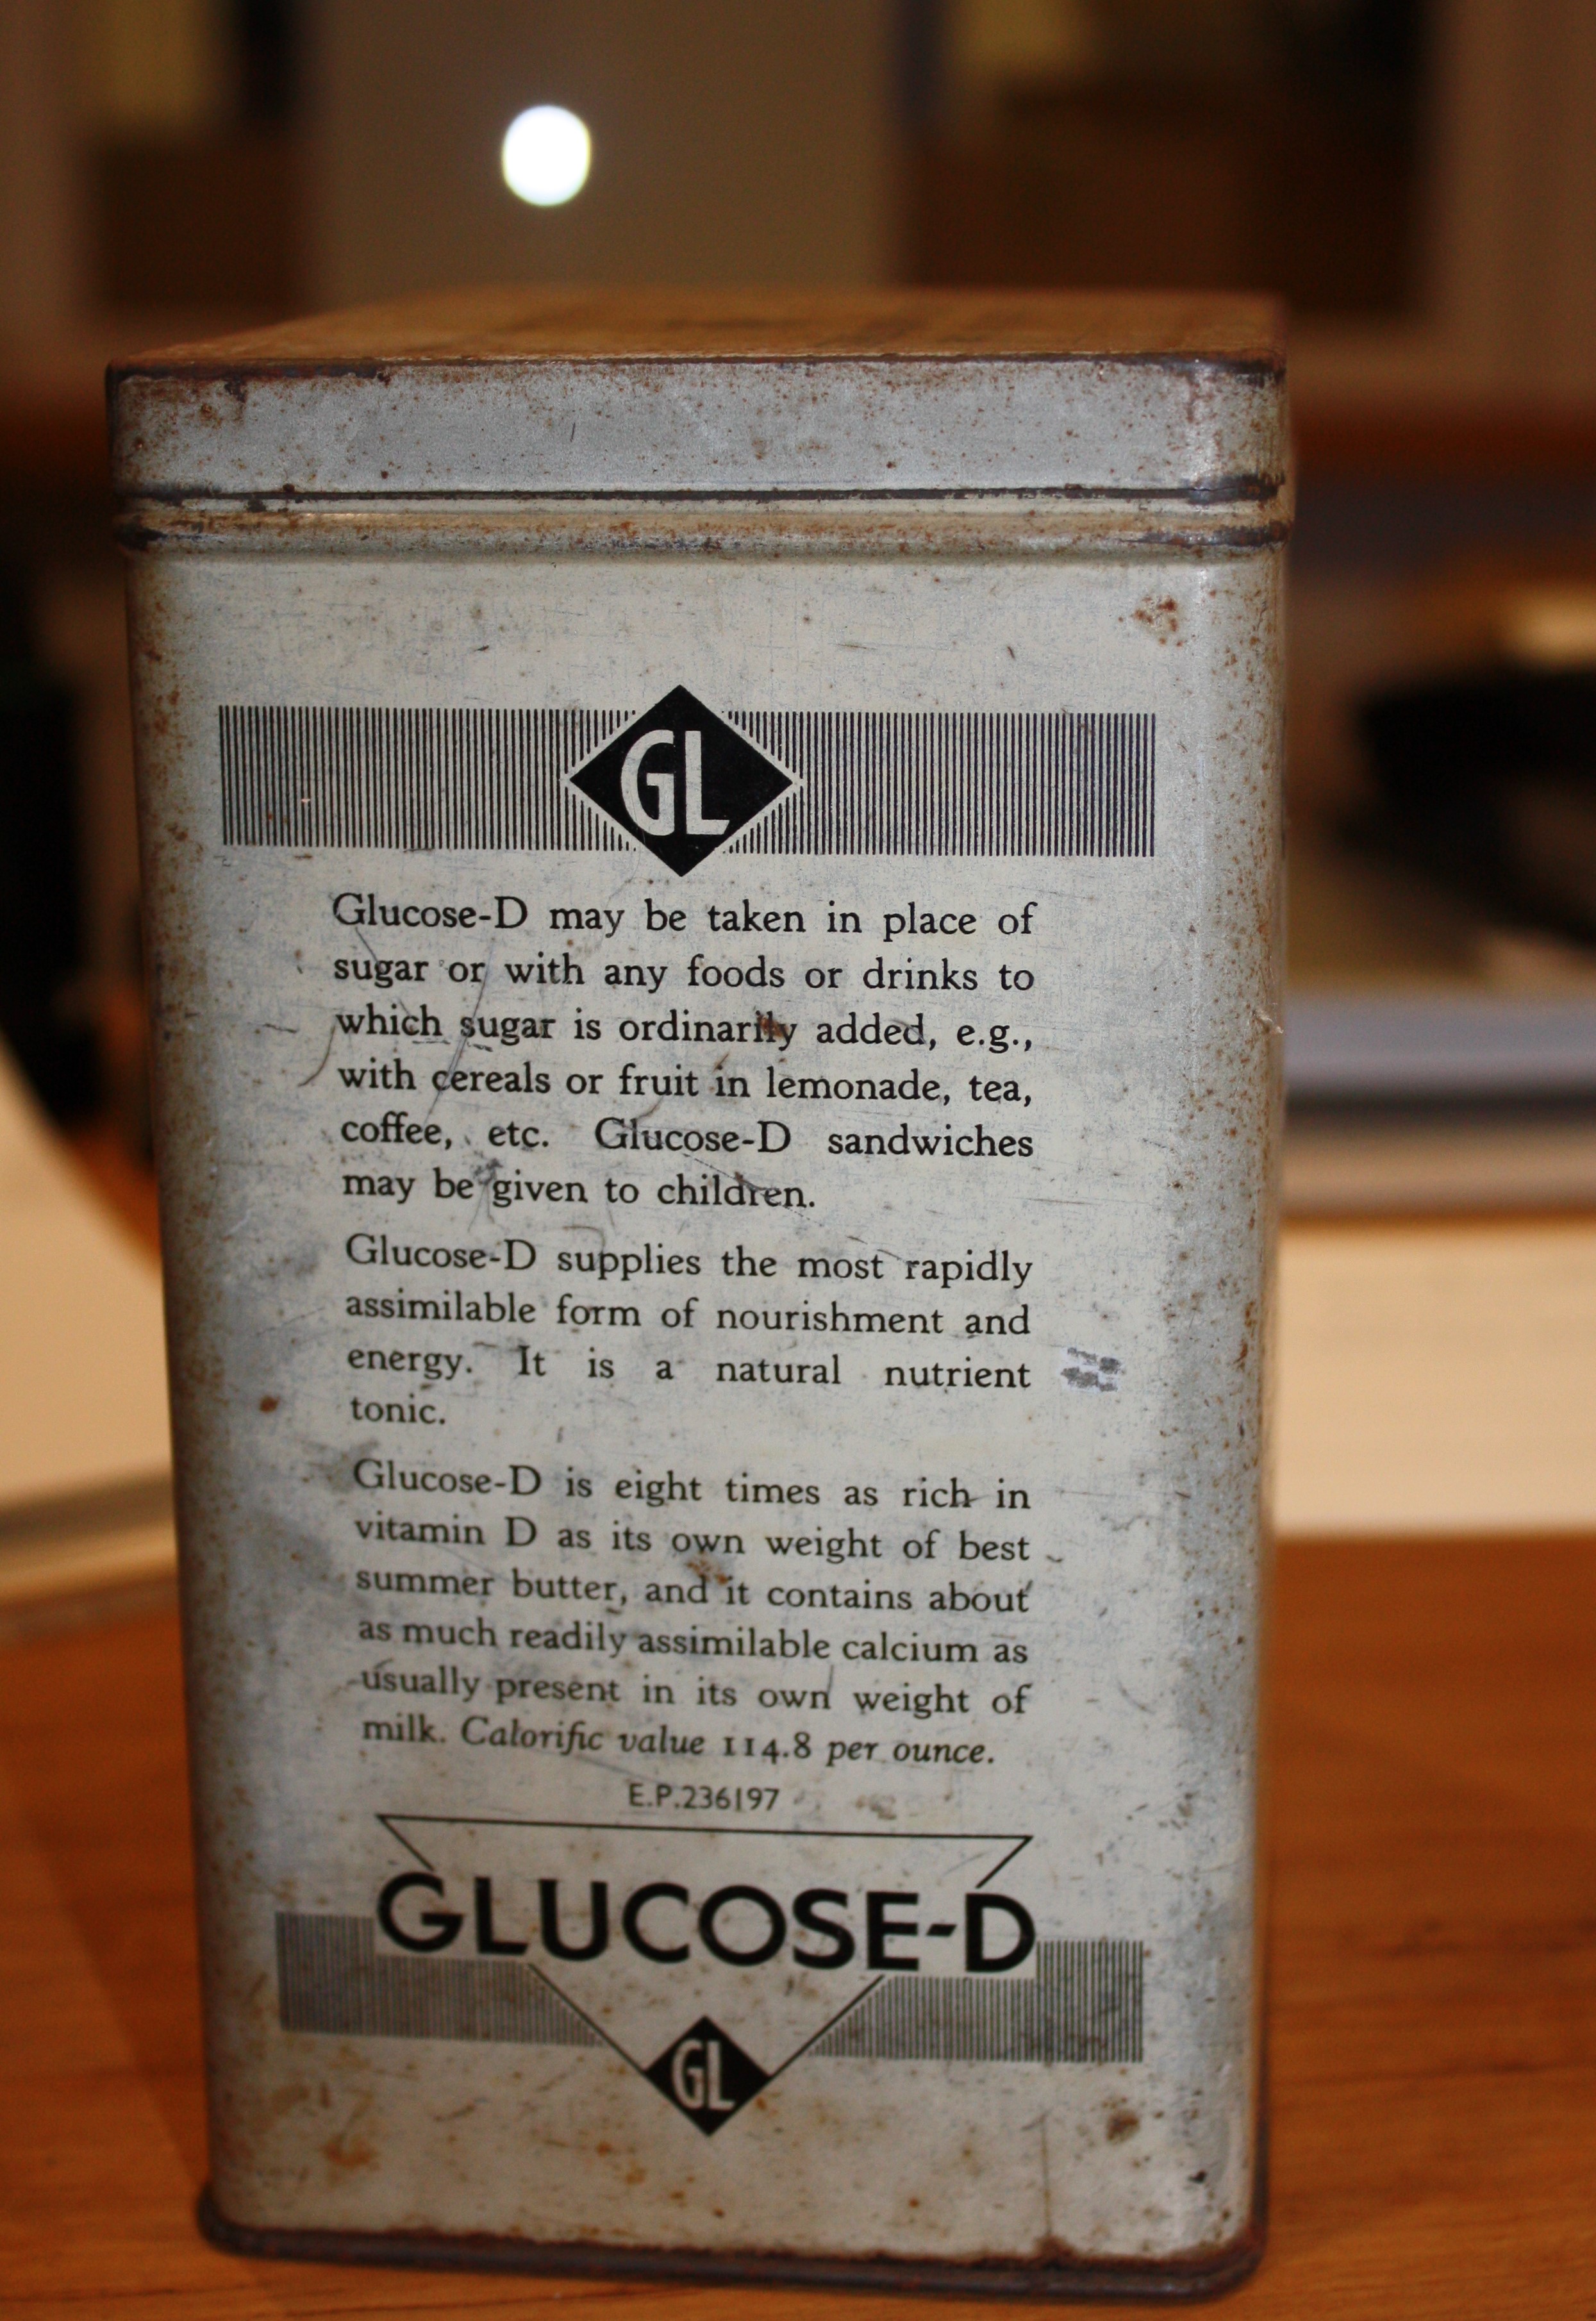 GL
Glucose-D may be taken in place of
sugar or with any foods or drinks to
which sugar is ordinarily added, e.g.,
with cereals or fruit in lemonade, tea,
coffee, etc. Glucose-D sandwiches
may be given to children.
Glucose-D supplies the most rapidly
assimilable form of nourishment and
energy. It is a natural nutrient
tonic.
Glucose-D is eight times as rich in
vitamin D as its own weight of best
summer butter, and it contains about
as much readily assimilable calcium as
usually present in its own weight of
milk. Calorific value 114.8 per ounce.
E.P.236197
GLUCOSE-D
GL